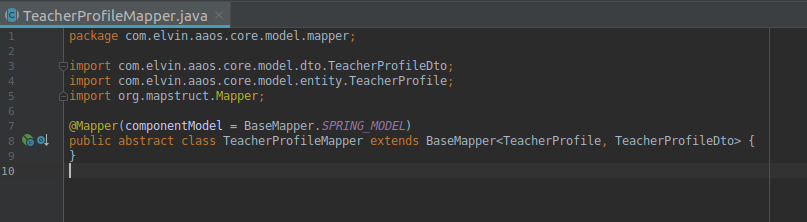 TeacherProfileMapper.java ×
1 package com.elvin.aaos.core.model.mapper;
2
3 import com.elvin.aaos.core.model.dto.TeacherProfileDto;
4 import com.elvin.aaos.core.model.entity.TeacherProfile;
5 import org.mapstruct.Mapper;
6
7 @Mapper(componentModel = BaseMapper.SPRING_MODEL)
8 public abstract class TeacherProfileMapper extends BaseMapper<TeacherProfile, TeacherProfileDto> {
9 }
10